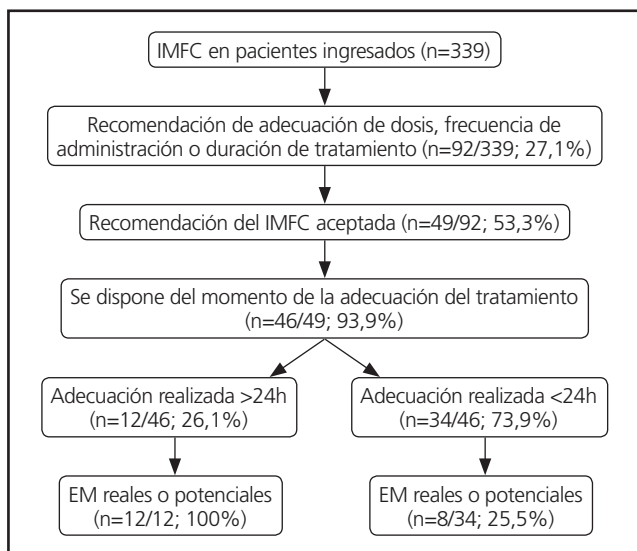 IMFC en pacientes ingresados (n=339)
Recomendación de adecuación de dosis, frecuencia de
administración o duración de tratamiento (n=92/339; 27,1%)
Recomendación del IMFC aceptada (n=49/92; 53,3%)
Se dispone del momento de la adecuación del tratamiento
(n=46/49; 93,9%)
Adecuación realizada >24h
(n=12/46; 26,1%)
Adecuación realizada <24h
(n=34/46; 73,9%)
EM reales o potenciales
(n=12/12; 100%)
EM reales o potenciales
(n=8/34; 25,5%)